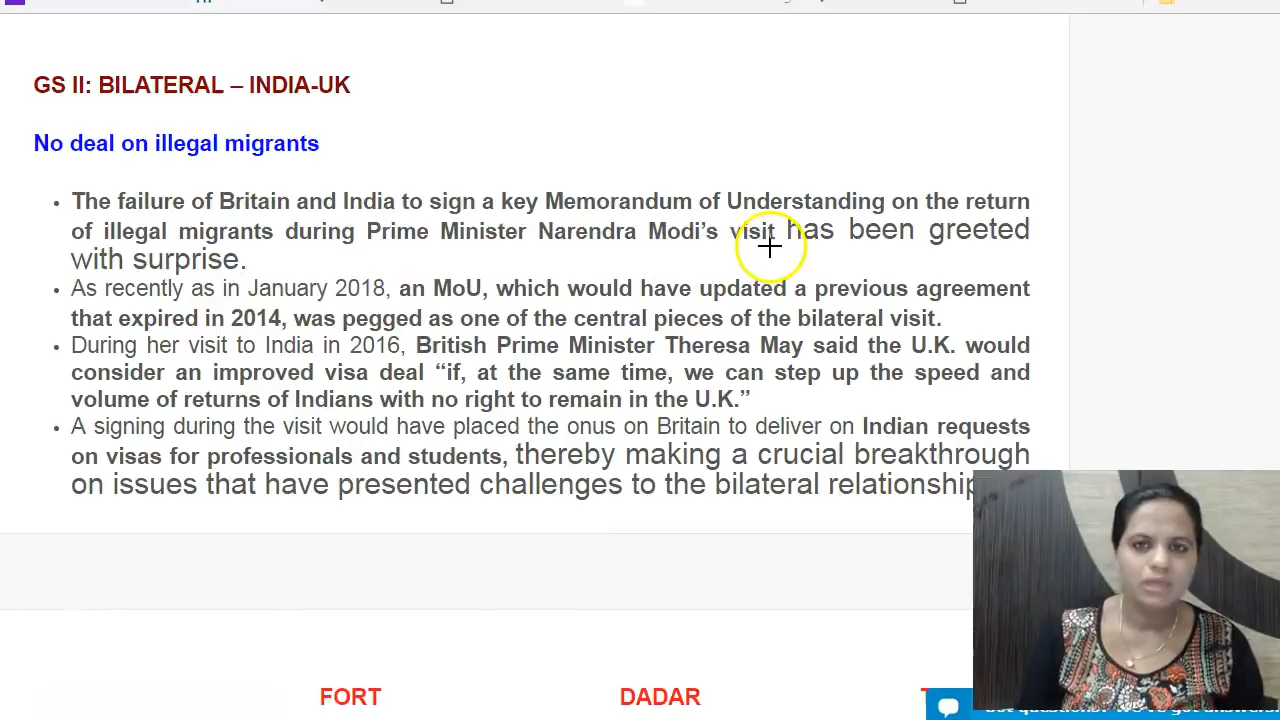 GS II: BILATERAL – INDIA-UK
No deal on illegal migrants
• The failure of Britain and India to sign a key Memorandum of Understanding on the return
of illegal migrants during Prime Minister Narendra Modi’s visit has been greeted
with surprise.
• As recently as in January 2018, an MoU, which would have updated a previous agreement
that expired in 2014, was pegged as one of the central pieces of the bilateral visit.
• During her visit to India in 2016, British Prime Minister Theresa May said the U.K. would
consider an improved visa deal “if, at the same time, we can step up the speed and
volume of returns of Indians with no right to remain in the U.K.”
• A signing during the visit would have placed the onus on Britain to deliver on Indian requests
on visas for professionals and students, thereby making a crucial breakthrough
on issues that have presented challenges to the bilateral relationship
FORT DADAR